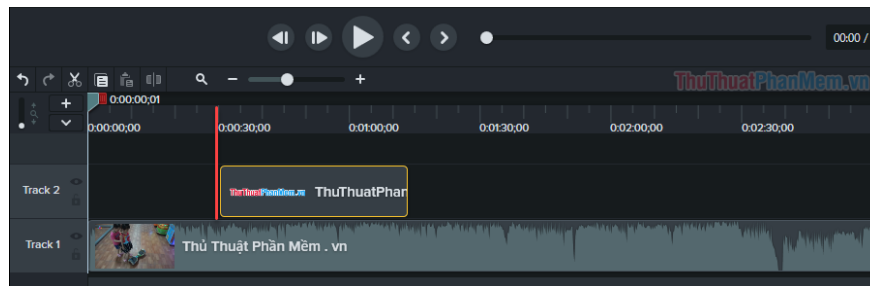 00:00 /
ThuThuatPhanMem.vn
0:00:00;01
0:00:00;00 0:00:30;00 0:01:00;00 0:01:30;00 0:02:00;00 0:02:30;00
Track 2 ThuThuatPhanMem.vn ThuThuatPhan
Track 1 Thủ Thuật Phần Mềm . vn